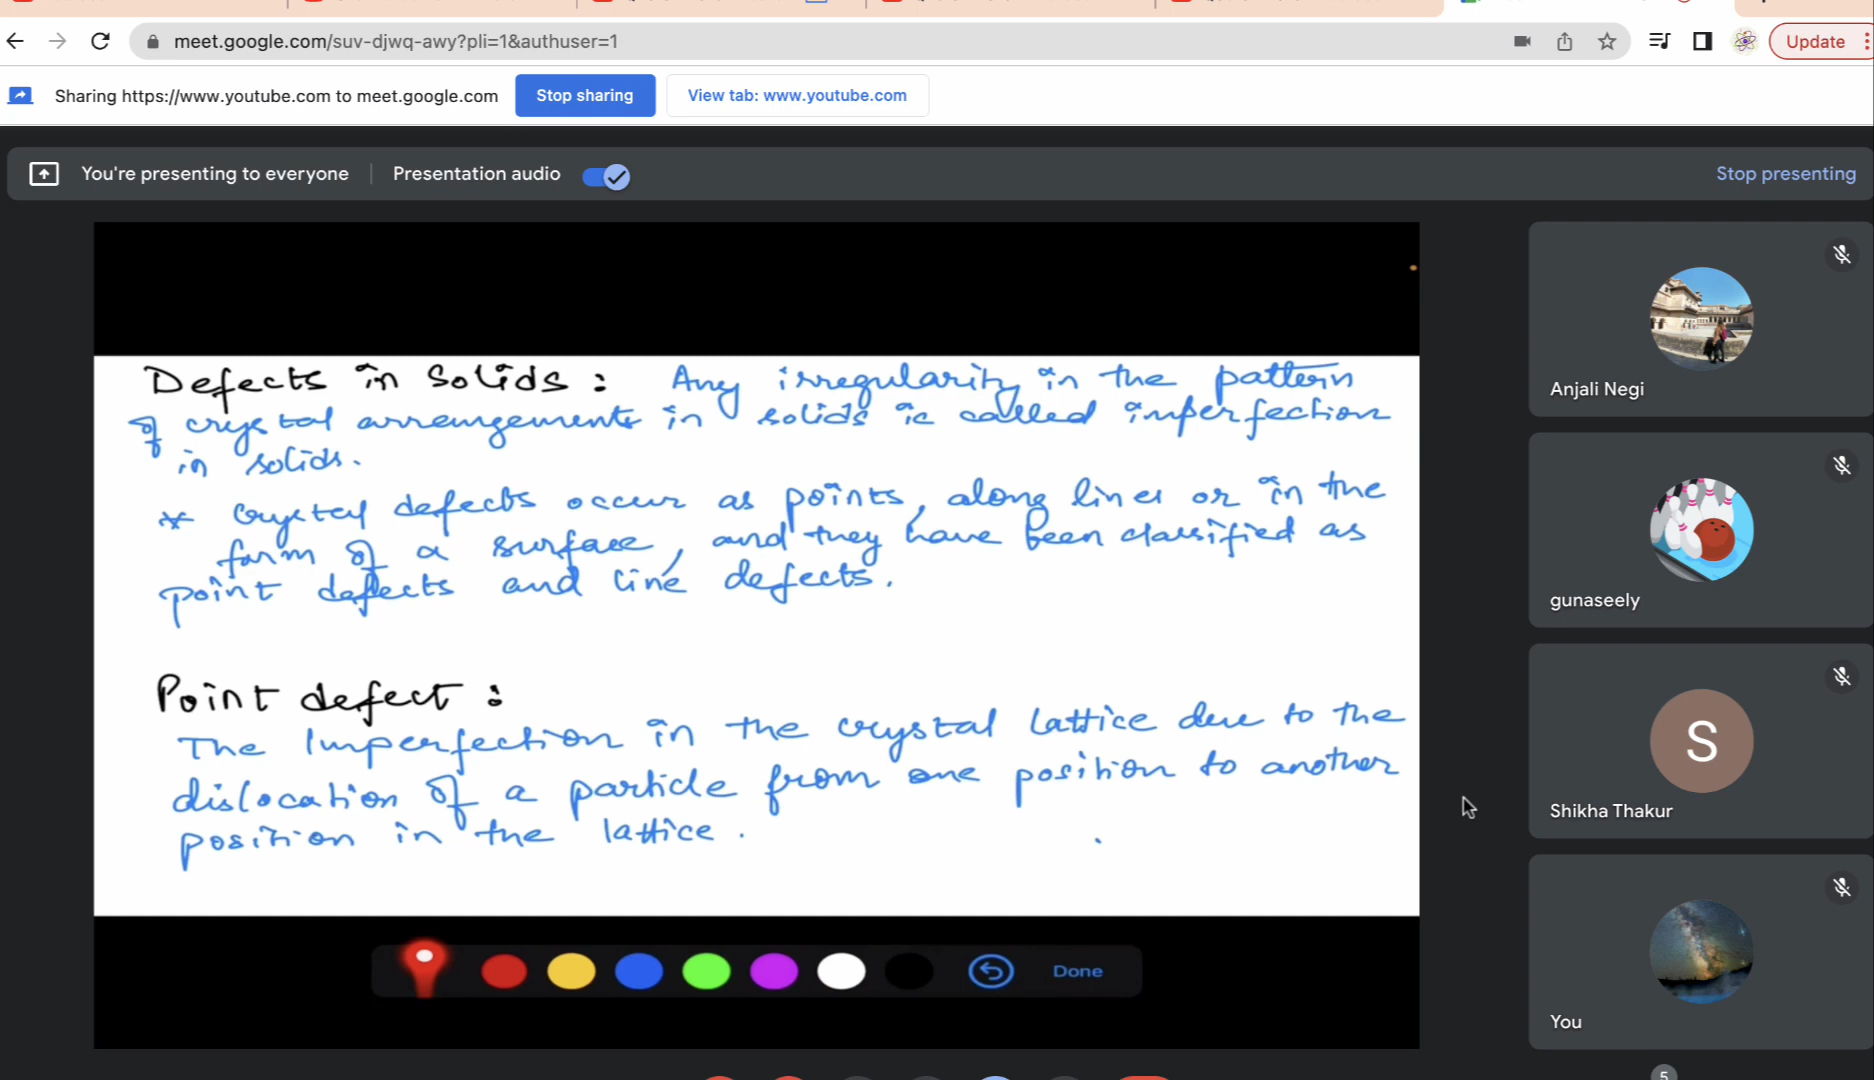 meet.google.com/suv-djwq-awy?pli=1&authuser=1
Update
Sharing https://www.youtube.com to meet.google.com
Stop sharing
View tab: www.youtube.com
You're presenting to everyone
Presentation audio
Stop presenting
Defects in solids : Any irregularity in the pattern
of crystal arrangements in solids is called imperfection
in solids.
* Crystal defects occur as points, along lines or in the
form of a surface, and they have been classified as
point defects and line defects.
Point defect :
The Imperfection in the crystal lattice due to the
dislocation of a particle from one position to another
position in the lattice.
Done
Anjali Negi
gunaseely
S
Shikha Thakur
You
5